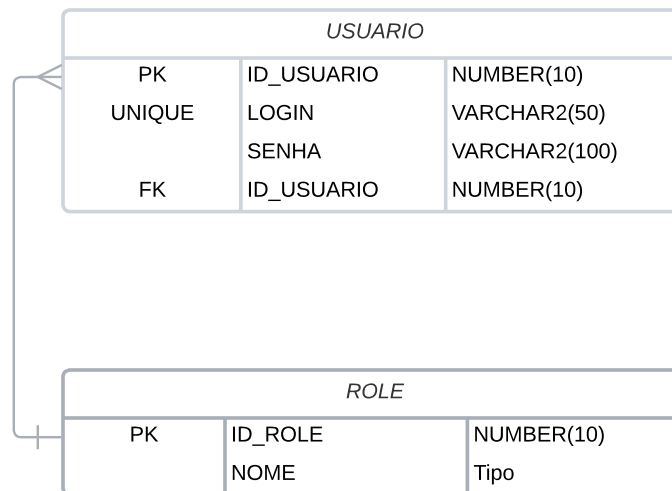 USUARIO
PK ID_USUARIO NUMBER(10)
UNIQUE LOGIN VARCHAR2(50)
SENHA VARCHAR2(100)
FK ID_USUARIO NUMBER(10)
ROLE
PK ID_ROLE NUMBER(10)
NOME Tipo